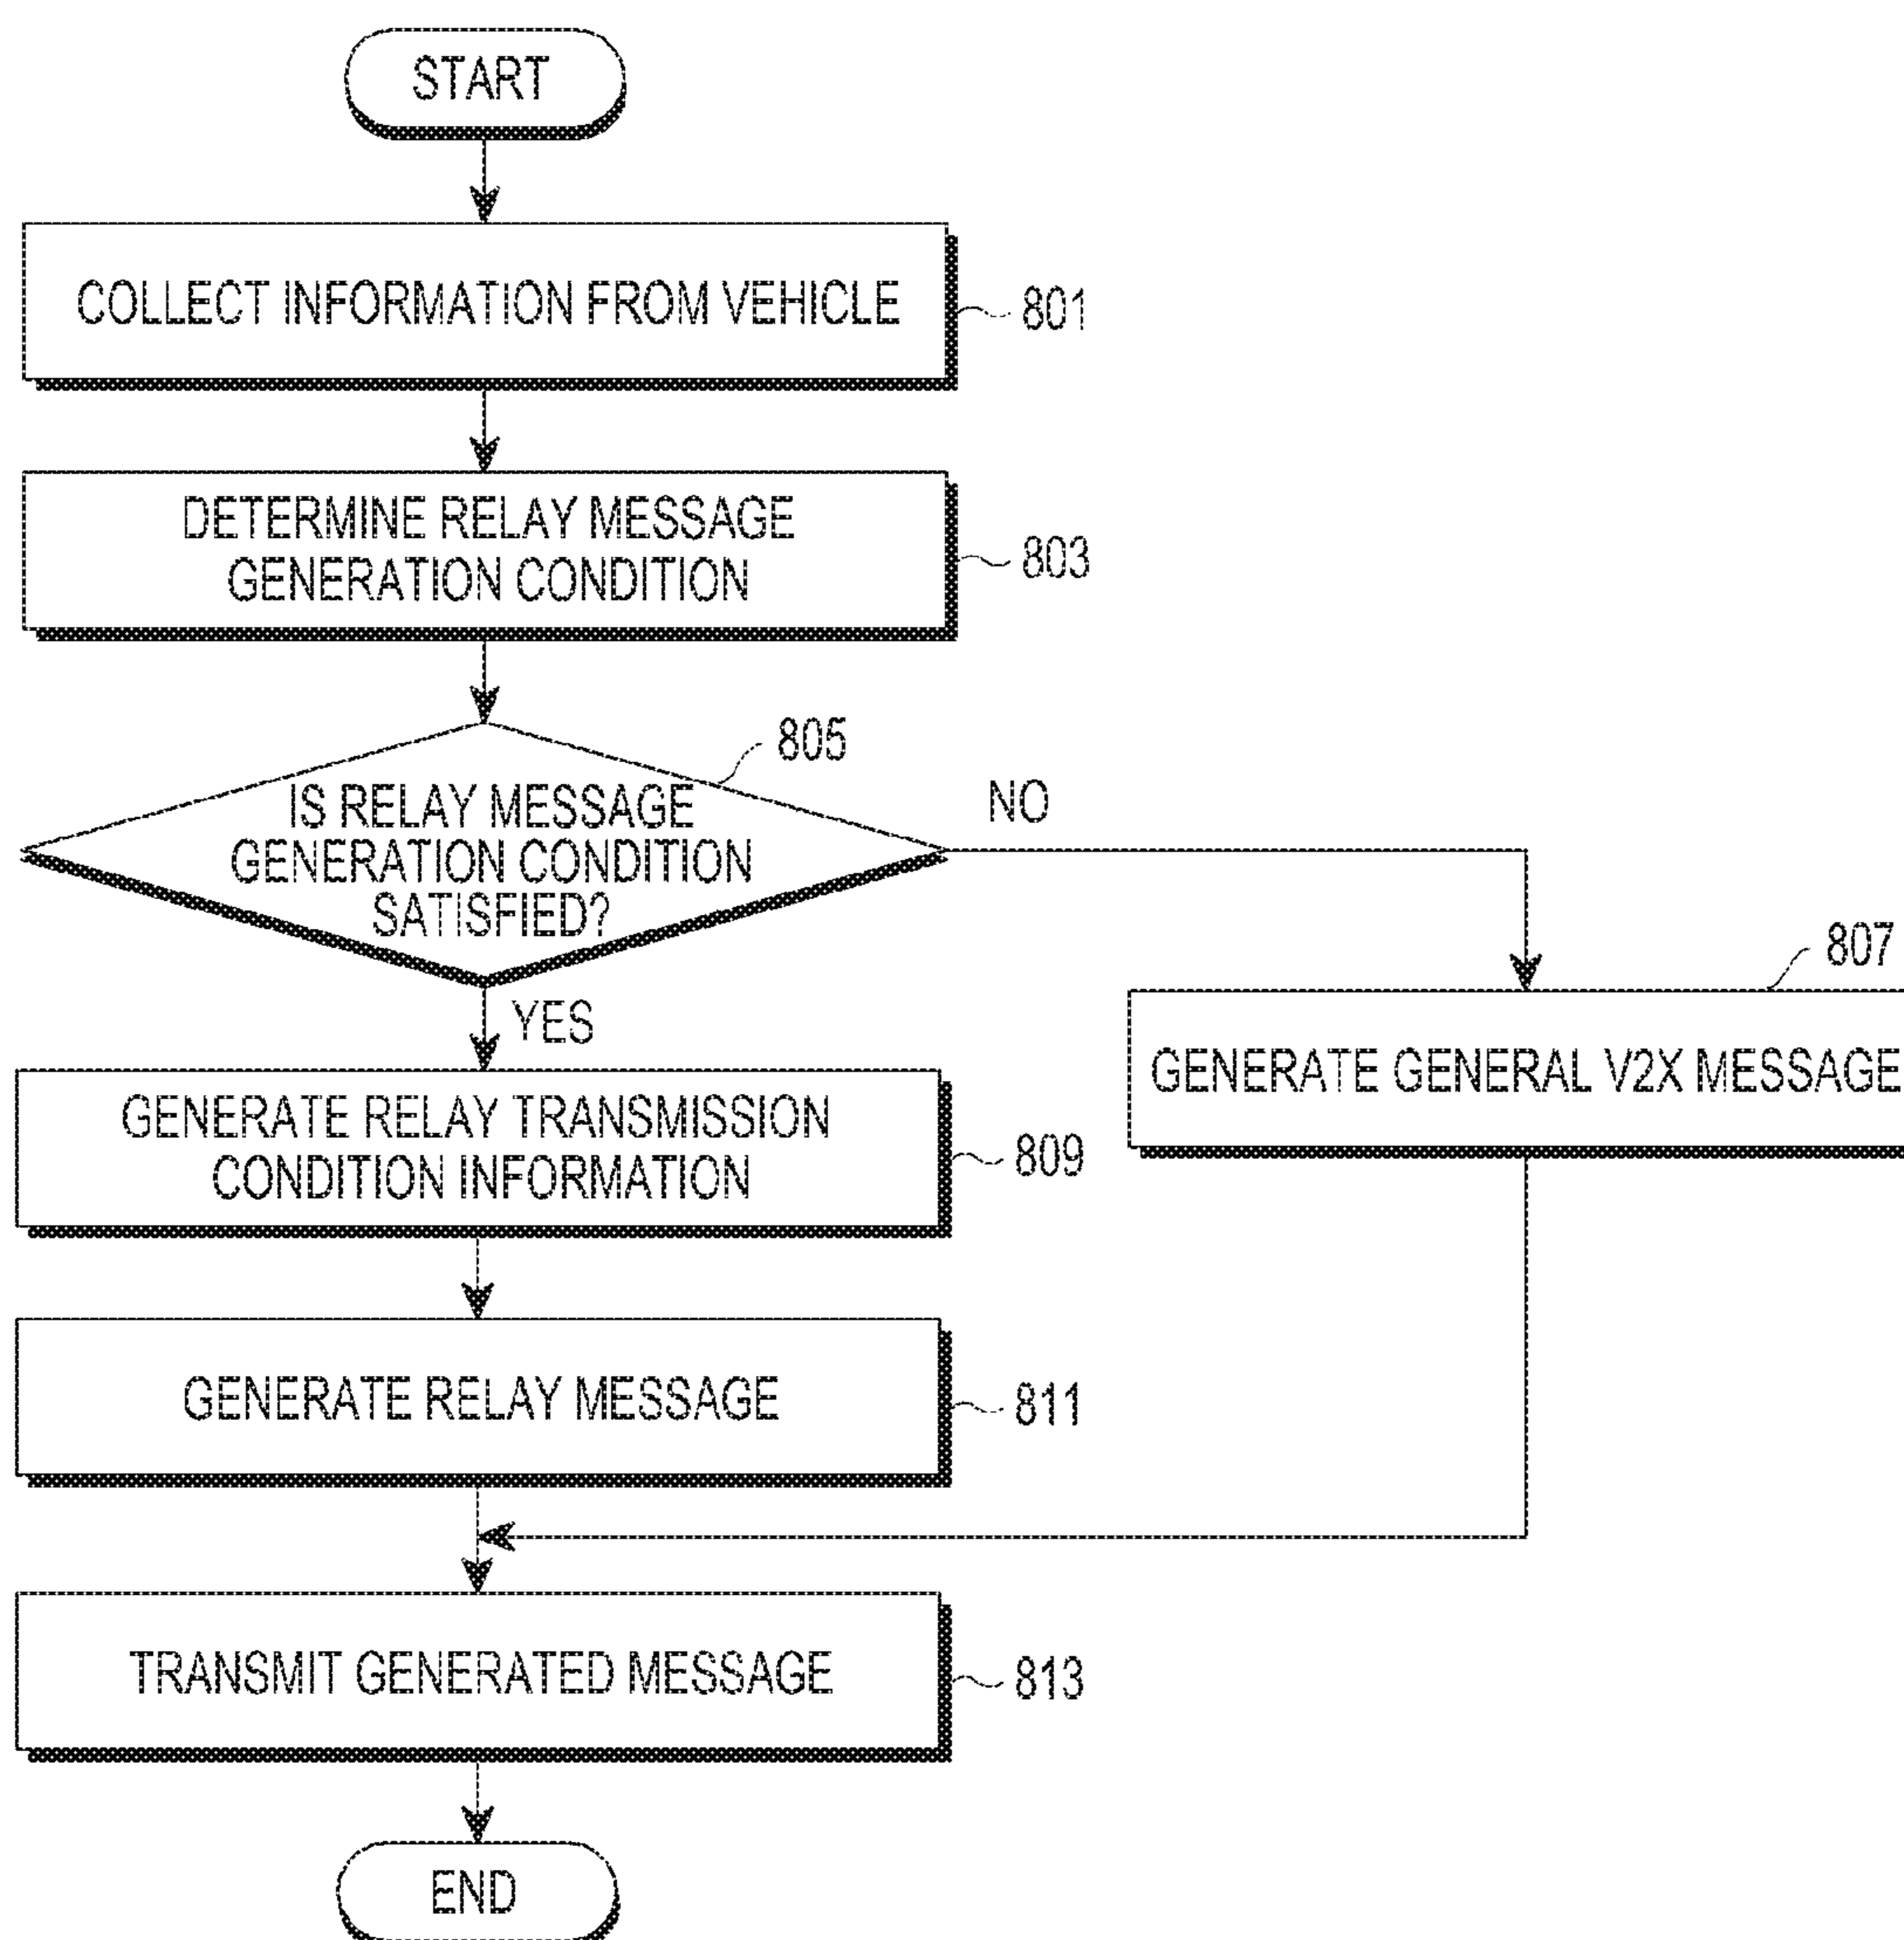 START
COLLECT INFORMATION FROM VEHICLE
801
DETERMINE RELAY MESSAGE
GENERATION CONDITION
803
805
IS RELAY MESSAGE
GENERATION CONDITION
SATISFIED?
NO
YES
807
GENERATE GENERAL V2X MESSAGE
GENERATE RELAY TRANSMISSION
CONDITION INFORMATION
809
GENERATE RELAY MESSAGE
811
TRANSMIT GENERATED MESSAGE
813
END